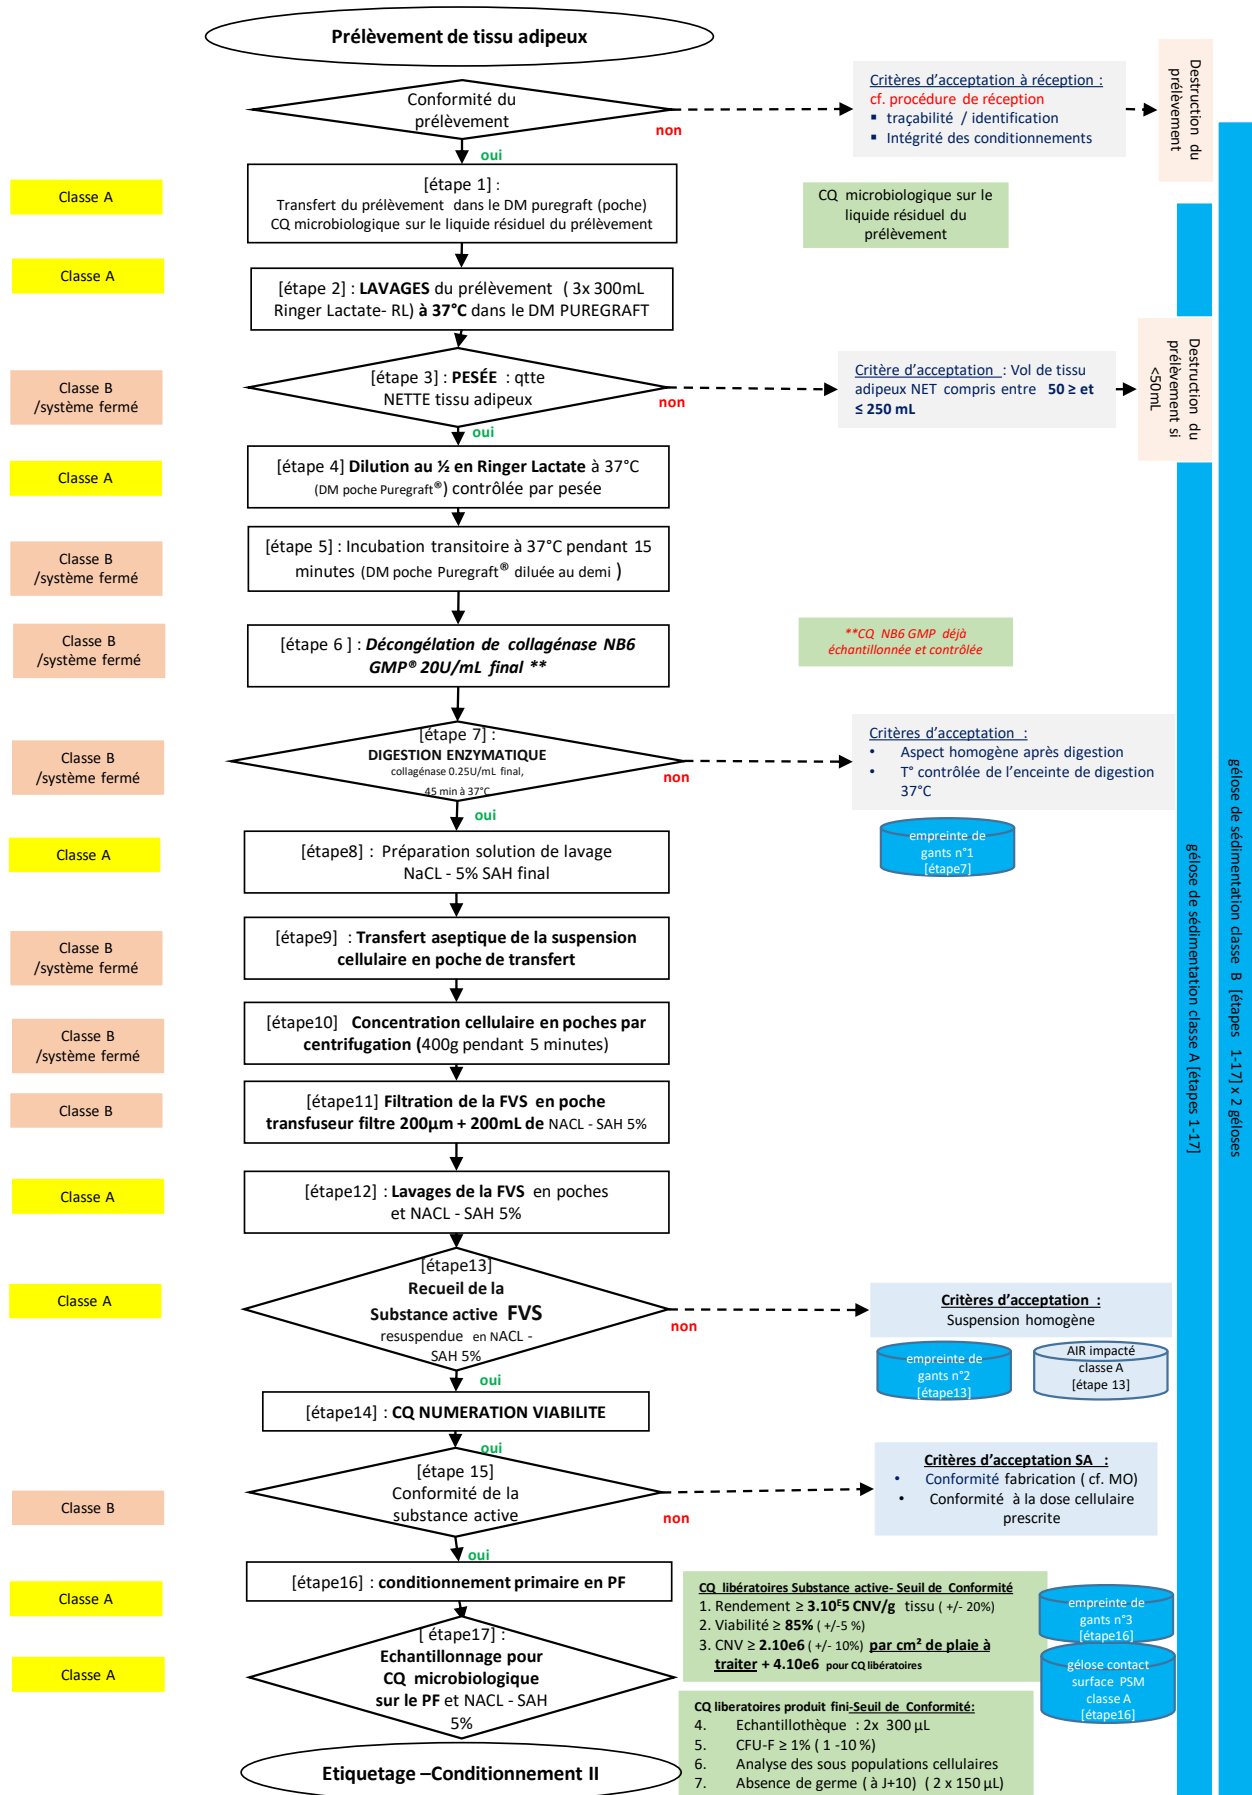 Prélèvement de tissu adipeux
Conformité du
prélèvement
non
oui
Critères d'acceptation à réception :
cf. procédure de réception
▪ traçabilité / identification
▪ Intégrité des conditionnements
Destruction du
prélèvement
Classe A
[étape 1] :
Transfert du prélèvement dans le DM puregraft (poche)
CQ microbiologique sur le liquide résiduel du prélèvement
CQ microbiologique sur le
liquide résiduel du
prélèvement
Classe A
[étape 2] : LAVAGES du prélèvement ( 3x 300mL
Ringer Lactate- RL) à 37°C dans le DM PUREGRAFT
Classe B
/système fermé
[étape 3] : PESÉE : qtte
NETTE tissu adipeux
non
oui
Critère d'acceptation : Vol de tissu
adipeux NET compris entre 50 ≥ et
≤ 250 mL
Destruction du
prélèvement si
<50mL
Classe A
[étape 4] Dilution au ½ en Ringer Lactate à 37°C
(DM poche Puregraft®) contrôlée par pesée
Classe B
/système fermé
[étape 5] : Incubation transitoire à 37°C pendant 15
minutes (DM poche Puregraft® diluée au demi )
Classe B
/système fermé
[étape 6 ] : Décongélation de collagénase NB6
GMP® 20U/mL final **
**CQ NB6 GMP déjà
échantillonnée et contrôlée
Classe B
/système fermé
[étape 7] :
DIGESTION ENZYMATIQUE
collagénase 0.25U/mL final,
45 min à 37°C
non
oui
Critères d'acceptation :
• Aspect homogène après digestion
• T° contrôlée de l'enceinte de digestion
37°C
empreinte de
gants n°1
[étape7]
Classe A
[étape8] : Préparation solution de lavage
NaCL - 5% SAH final
Classe B
/système fermé
[étape9] : Transfert aseptique de la suspension
cellulaire en poche de transfert
Classe B
/système fermé
[étape10] Concentration cellulaire en poches par
centrifugation (400g pendant 5 minutes)
Classe B
[étape11] Filtration de la FVS en poche
transfuseur filtre 200µm + 200mL de NACL - SAH 5%
Classe A
[étape12] : Lavages de la FVS en poches
et NACL - SAH 5%
Classe A
[étape13]
Recueil de la
Substance active FVS
resuspendue en NACL -
SAH 5%
non
oui
Critères d'acceptation :
Suspension homogène
empreinte de
gants n°2
[étape13]
AIR impacté
classe A
[étape 13]
[étape14] : CQ NUMERATION VIABILITE
oui
Classe B
[étape 15]
Conformité de la
substance active
non
oui
Critères d'acceptation SA :
• Conformité fabrication ( cf. MO)
• Conformité à la dose cellulaire
prescrite
Classe A
[étape16] : conditionnement primaire en PF
CQ libératoires Substance active- Seuil de Conformité
1. Rendement ≥ 3.10ᴱ5 CNV/g tissu ( +/- 20%)
2. Viabilité ≥ 85% ( +/-5 %)
3. CNV ≥ 2.10e6 ( +/- 10%) par cm² de plaie à
traiter + 4.10e6 pour CQ libératoires
empreinte de
gants n°3
[étape16]
gélose contact
surface PSM
classe A
[étape16]
Classe A
[ étape17] :
Echantillonnage pour
CQ microbiologique
sur le PF et NACL - SAH
5%
CQ liberatoires produit fini-Seuil de Conformité:
4. Echantillothèque : 2x 300 µL
5. CFU-F ≥ 1% ( 1 -10 %)
6. Analyse des sous populations cellulaires
7. Absence de germe ( à J+10) ( 2 x 150 µL)
Etiquetage –Conditionnement II
gélose de sédimentation classe A [étapes 1-17]
gélose de sédimentation classe B [étapes 1-17] x 2 géloses